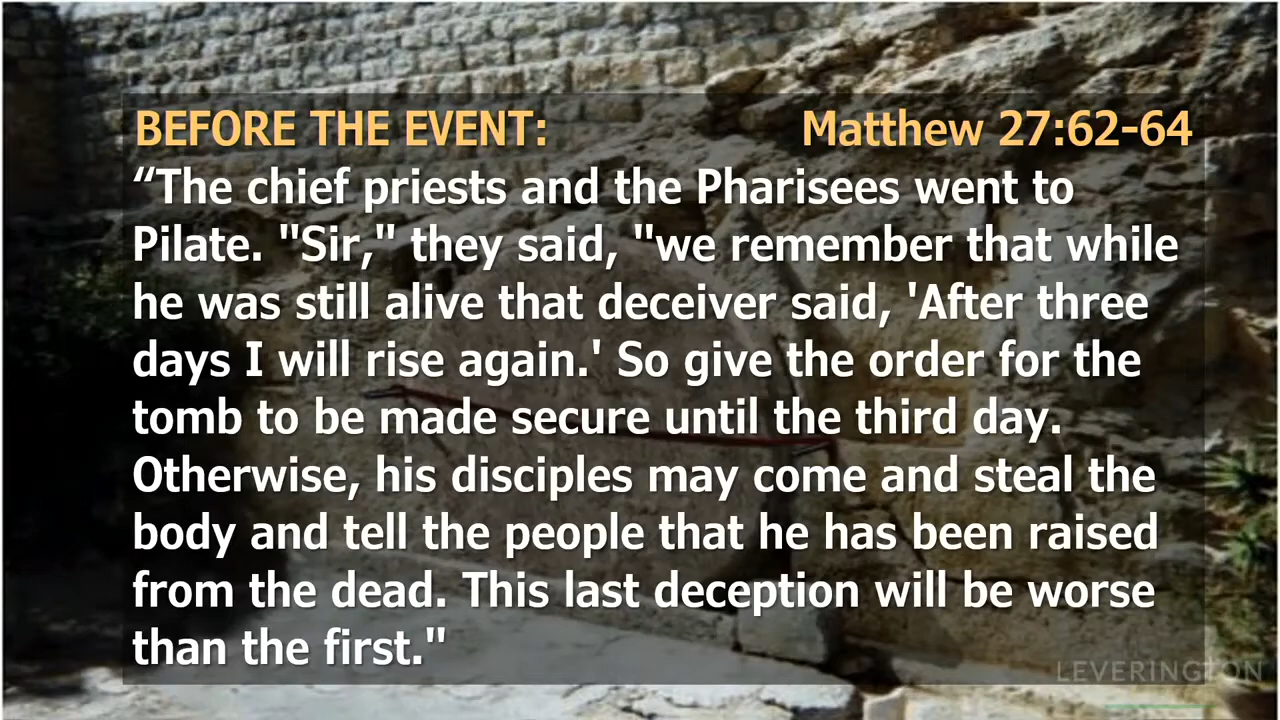 BEFORE THE EVENT: Matthew 27:62-64
“The chief priests and the Pharisees went to
Pilate. "Sir," they said, "we remember that while
he was still alive that deceiver said, 'After three
days I will rise again.' So give the order for the
tomb to be made secure until the third day.
Otherwise, his disciples may come and steal the
body and tell the people that he has been raised
from the dead. This last deception will be worse
than the first."
LEVERINGTON